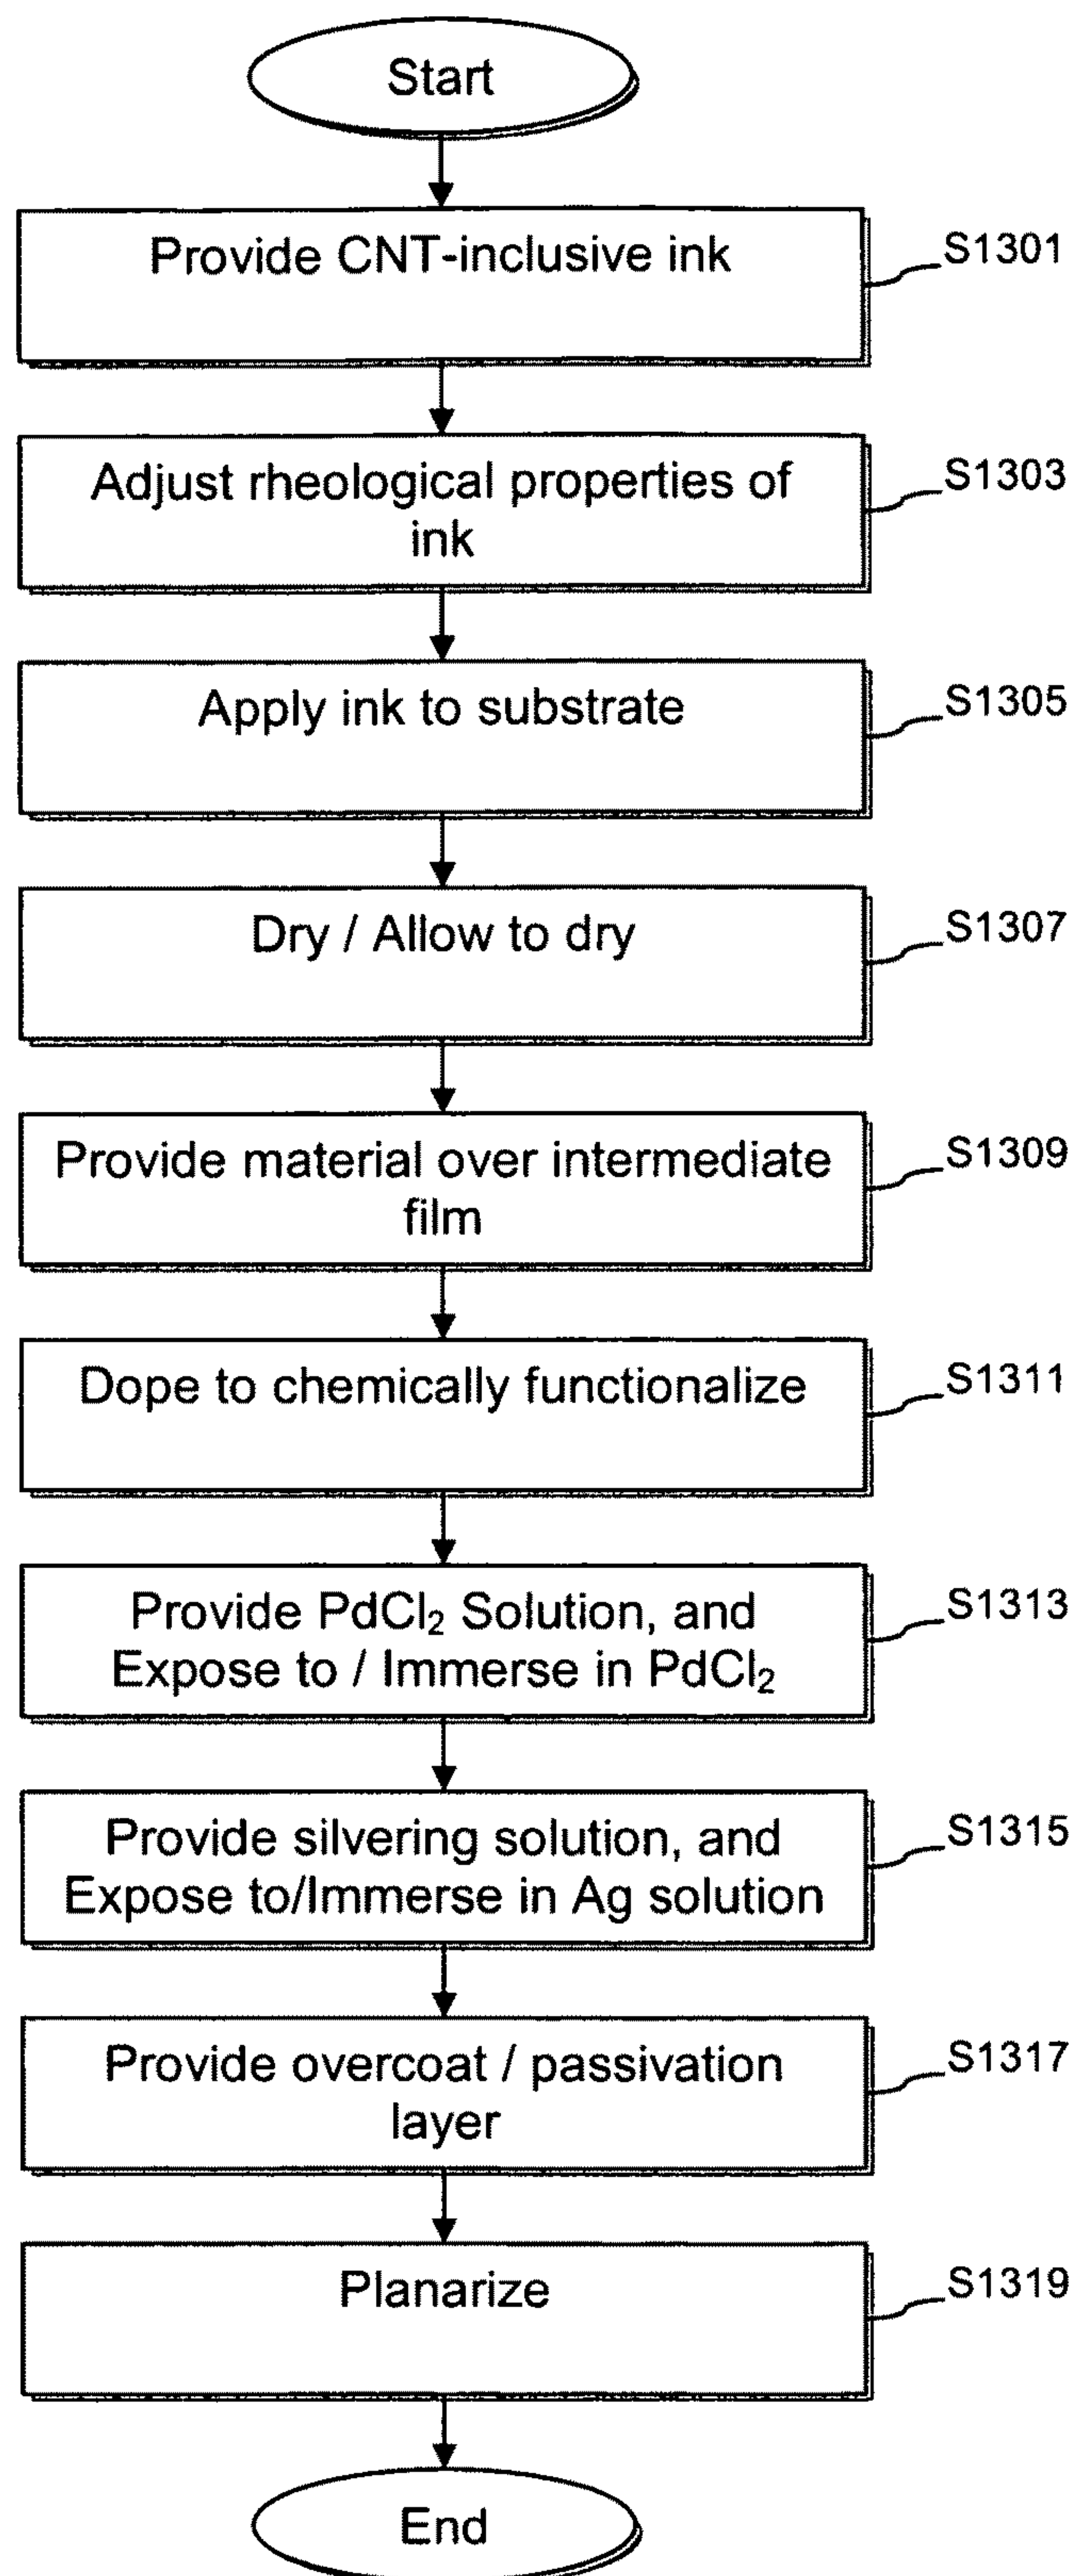 Start
Provide CNT-inclusive ink
S1301
Adjust rheological properties of
ink
S1303
Apply ink to substrate
S1305
Dry / Allow to dry
S1307
Provide material over intermediate
film
S1309
Dope to chemically functionalize
S1311
Provide PdCl₂ Solution, and
Expose to / Immerse in PdCl₂
S1313
Provide silvering solution, and
Expose to/Immerse in Ag solution
S1315
Provide overcoat / passivation
layer
S1317
Planarize
S1319
End